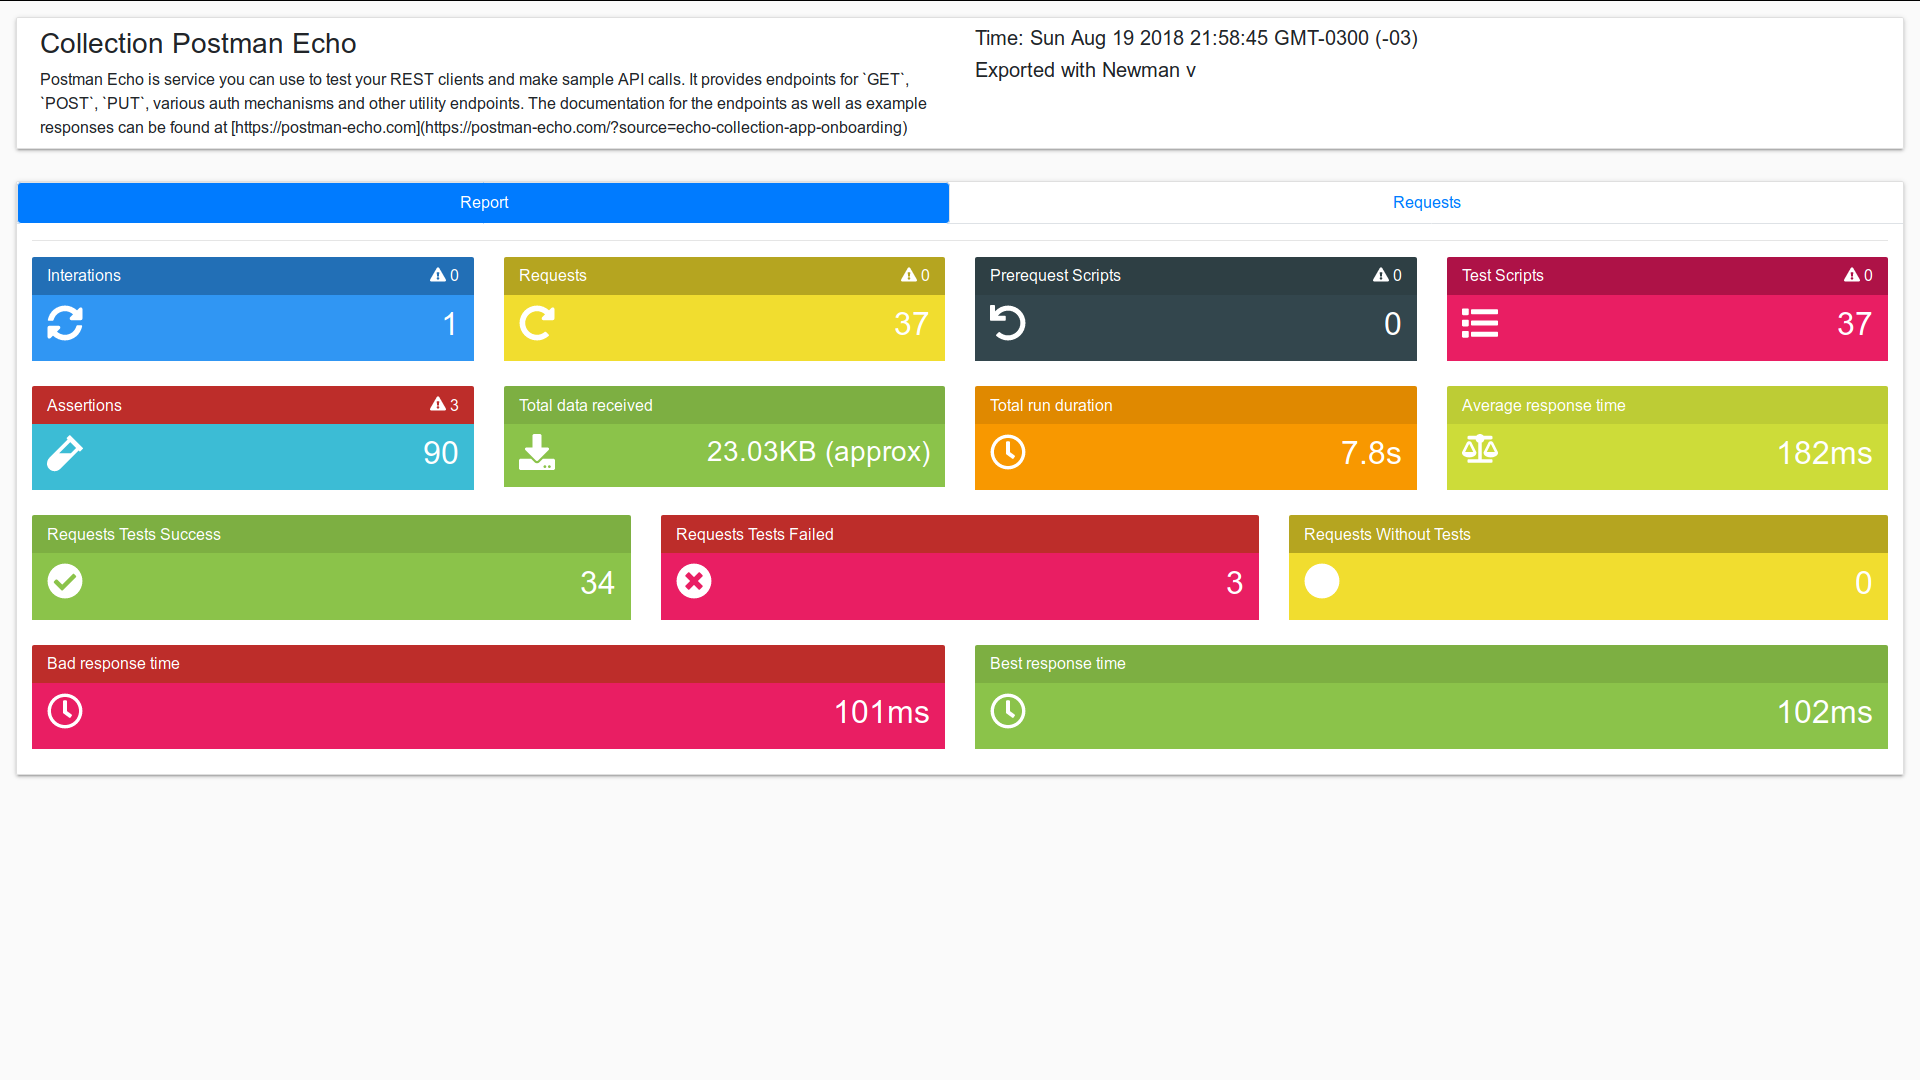 Collection Postman Echo
Postman Echo is service you can use to test your REST clients and make sample API calls. It provides endpoints for `GET`,
`POST`, `PUT`, various auth mechanisms and other utility endpoints. The documentation for the endpoints as well as example
responses can be found at [https://postman-echo.com](https://postman-echo.com/?source=echo-collection-app-onboarding)
Time: Sun Aug 19 2018 21:58:45 GMT-0300 (-03)
Exported with Newman v
Report
Requests
Interations 0
1
Requests 0
37
Prerequest Scripts 0
0
Test Scripts 0
37
Assertions 3
90
Total data received
23.03KB (approx)
Total run duration
7.8s
Average response time
182ms
Requests Tests Success
34
Requests Tests Failed
3
Requests Without Tests
0
Bad response time
101ms
Best response time
102ms